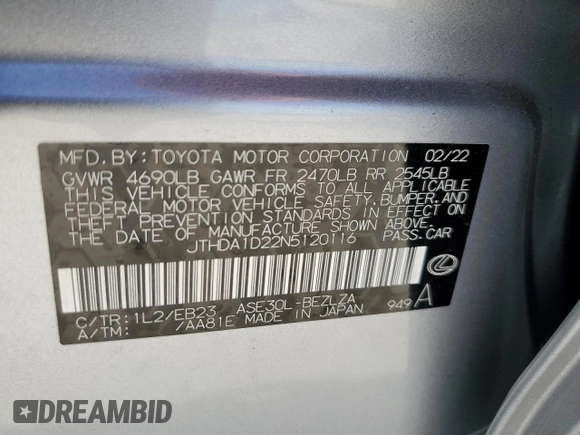 MFD.BY:TOYOTA MOTOR CORPORATION 02/22
GVWR 4690LB GAWR FR 2470LB RR 2545LB
THIS VEHICLE CONFORMS TO ALL APPLICABLE
FEDERAL MOTOR VEHICLE SAFETY,BUMPER,AND
THEFT PREVENTION STANDARDS IN EFFECT ON
THE DATE OF MANUFACTURE SHOWN ABOVE.
JTHDA1D22N5120116 PASS.CAR
C/TR:1L2/EB23 ASE30L-BEZLZA
A/TM: /AA81E MADE IN JAPAN 949 A
DREAMBID